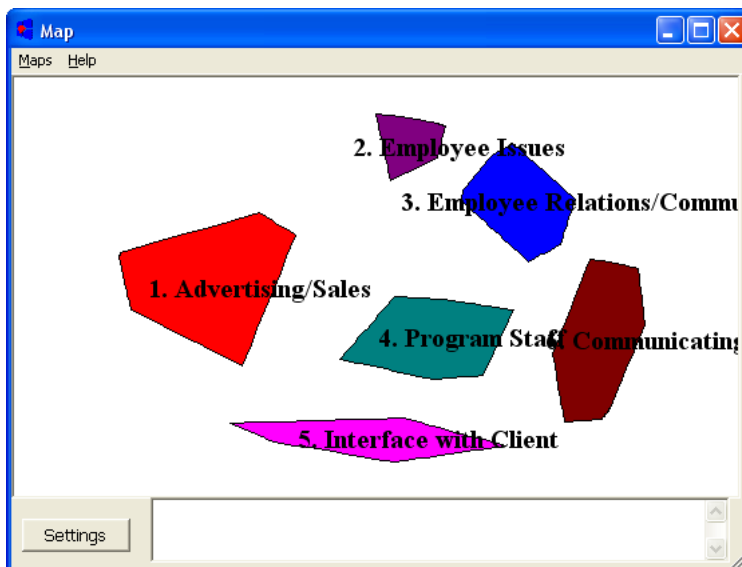 Map
Maps Help
2. Employee Issues
3. Employee Relations/Commu
1. Advertising/Sales
4. Program Staff
6. Communicating
5. Interface with Client
Settings